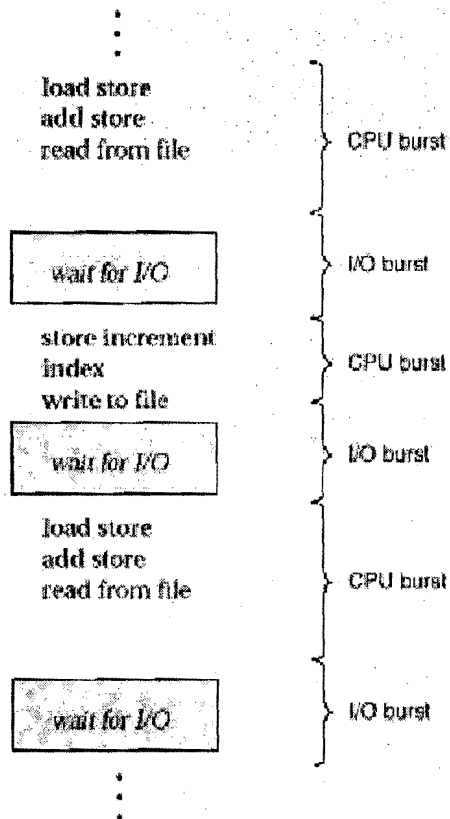 load store
add store
read from file
CPU burst
wait for I/O
I/O burst
store increment
index
write to file
CPU burst
wait for I/O
I/O burst
load store
add store
read from file
CPU burst
wait for I/O
I/O burst